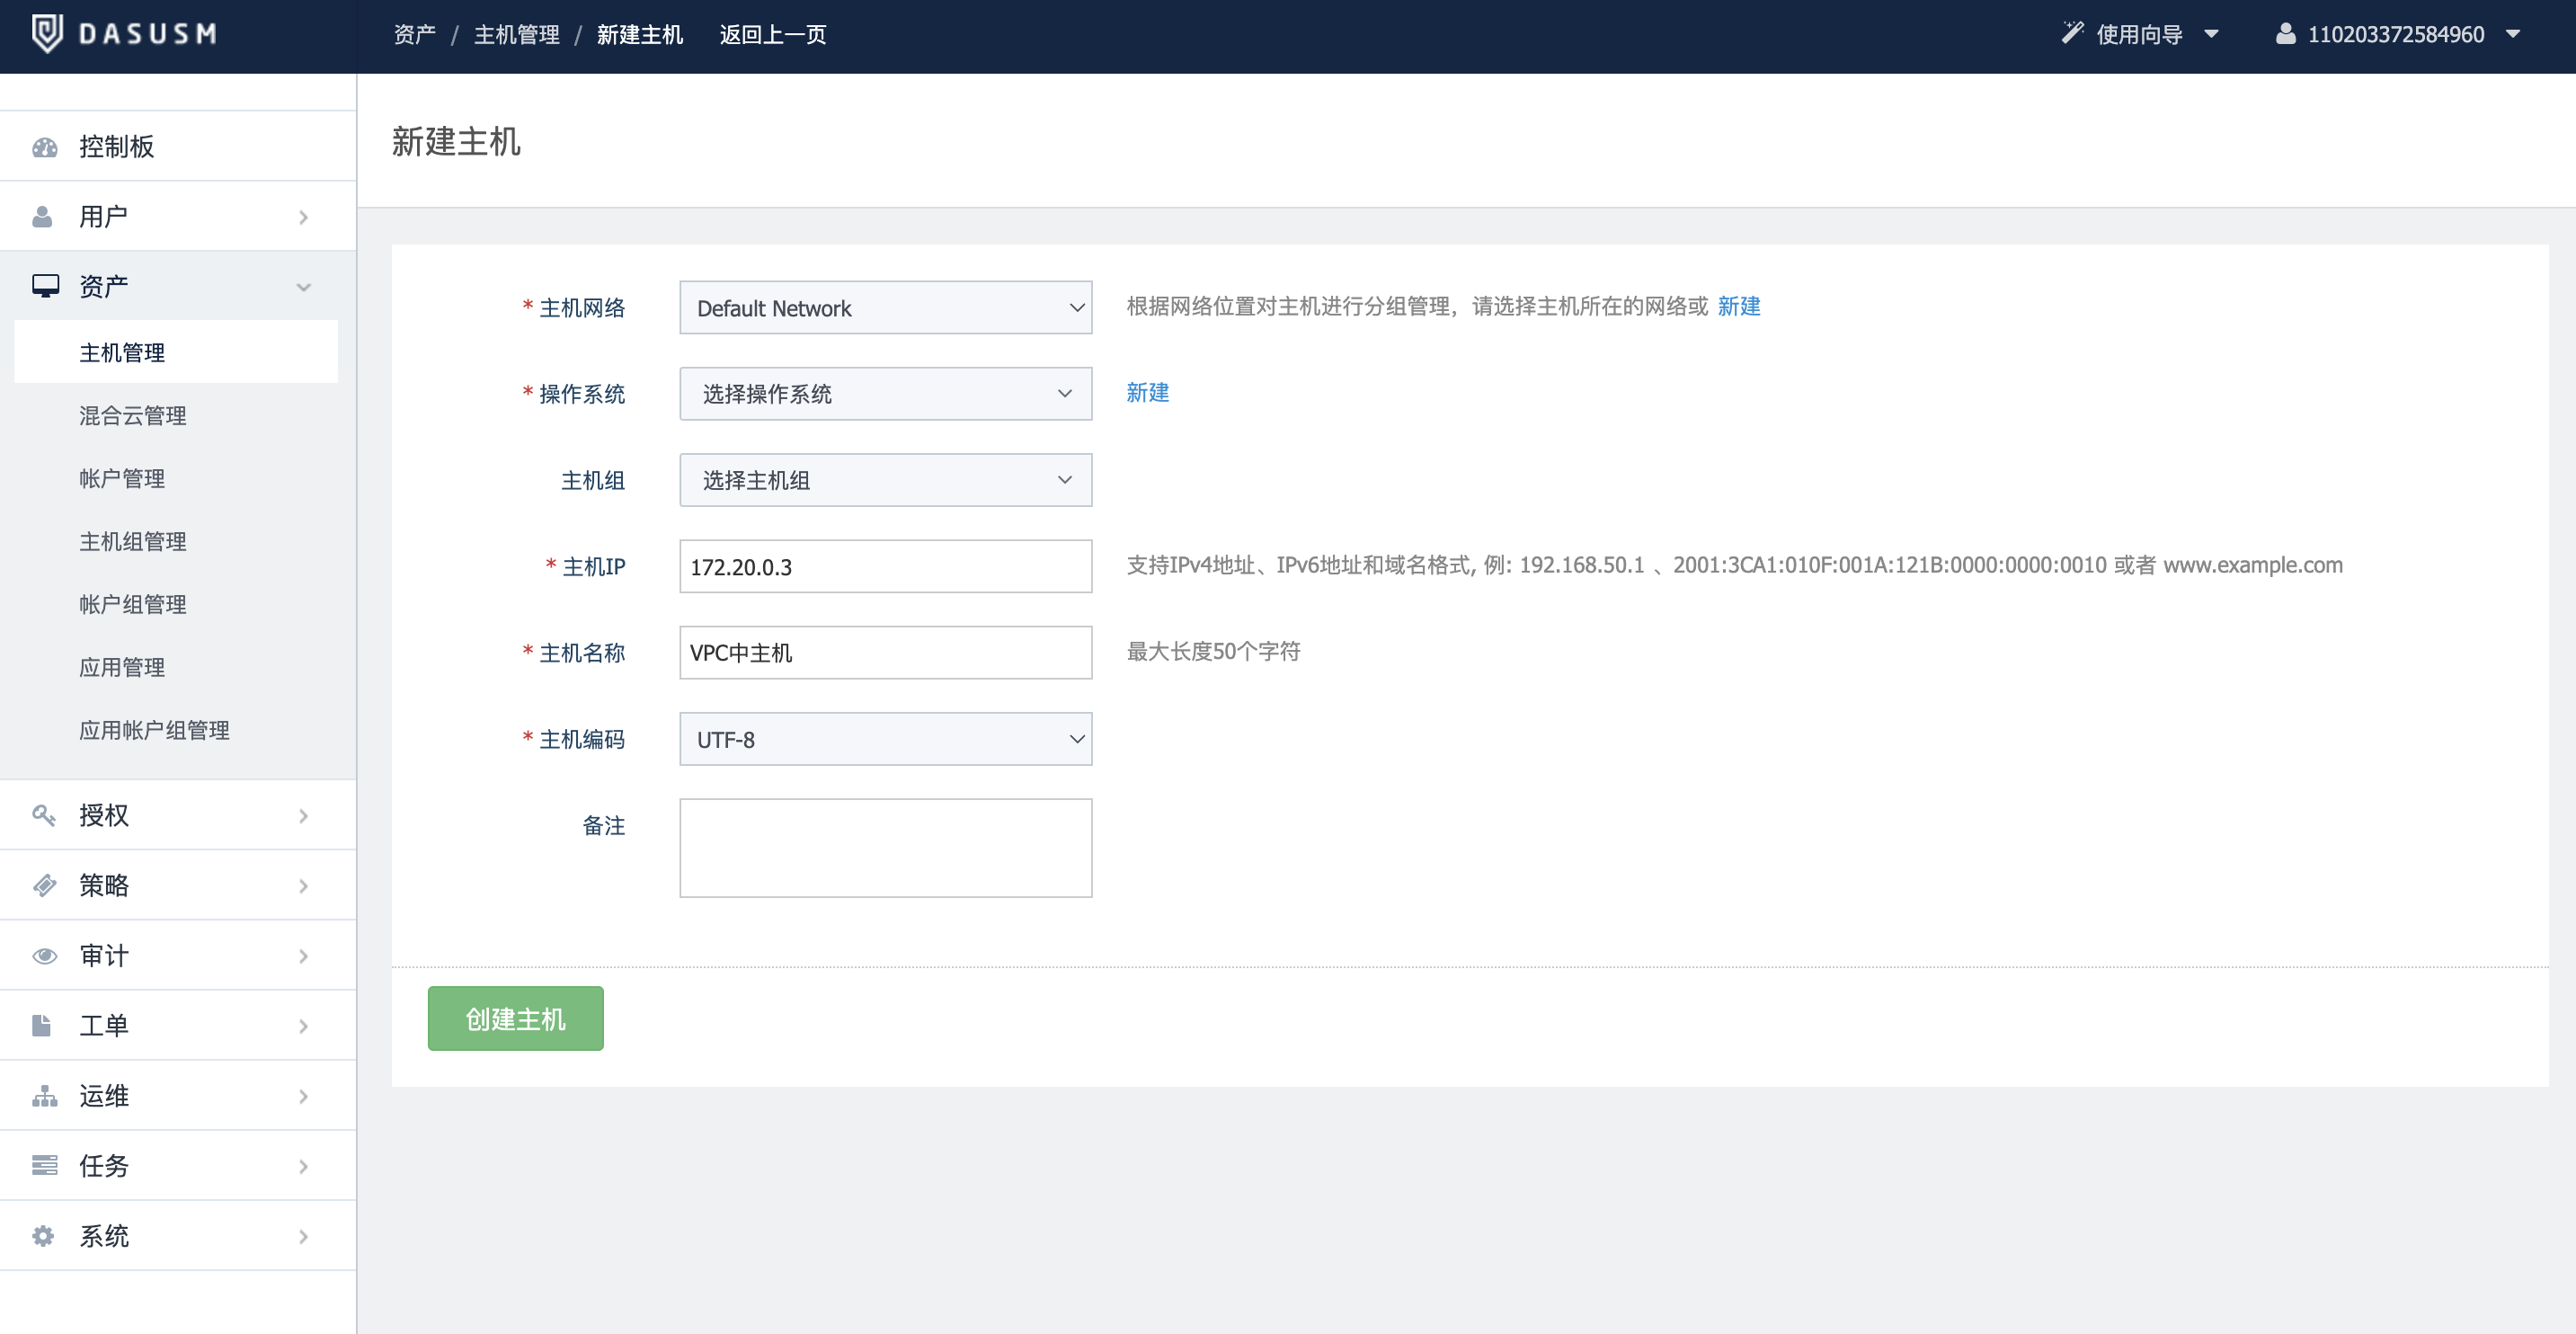 DASUSM
资产 / 主机管理 / 新建主机 返回上一页
使用向导
110203372584960
控制板
用户
资产
主机管理
混合云管理
帐户管理
主机组管理
帐户组管理
应用管理
应用帐户组管理
授权
策略
审计
工单
运维
任务
系统
新建主机
* 主机网络 Default Network 根据网络位置对主机进行分组管理，请选择主机所在的网络或 新建
* 操作系统 选择操作系统 新建
主机组 选择主机组
* 主机IP 172.20.0.3 支持IPv4地址、IPv6地址和域名格式, 例: 192.168.50.1 、2001:3CA1:010F:001A:121B:0000:0000:0010 或者 www.example.com
* 主机名称 VPC中主机 最大长度50个字符
* 主机编码 UTF-8
备注
创建主机